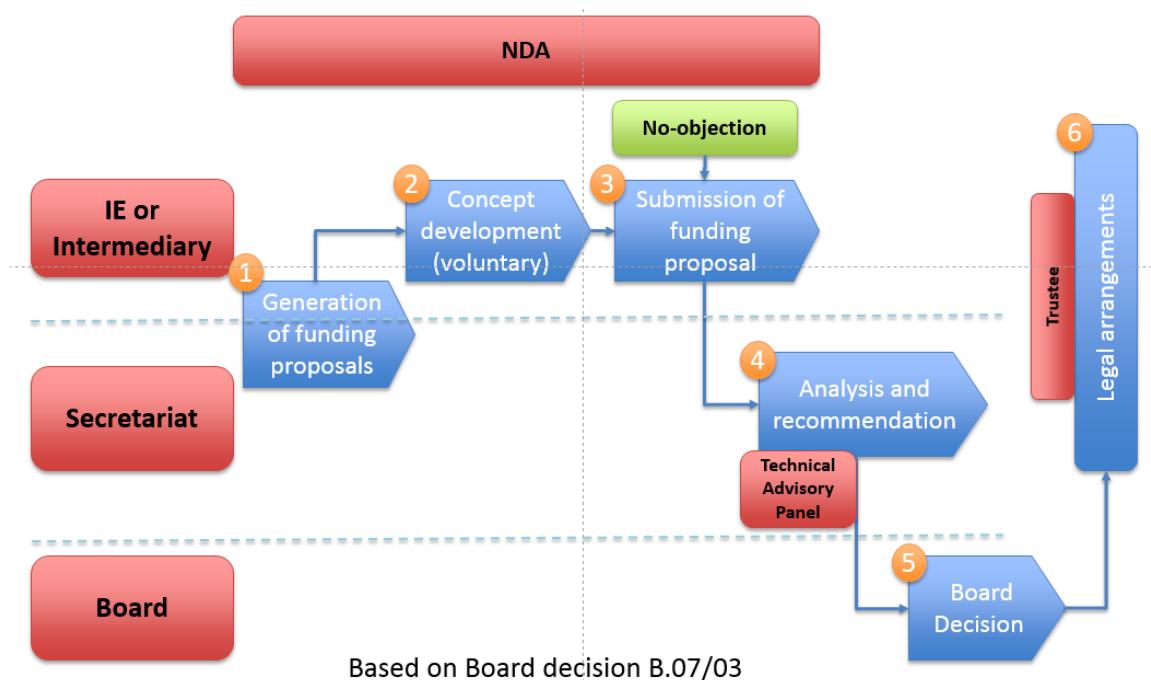 NDA
No-objection
6
2
3
IE or
Intermediary
Concept
development
(voluntary)
Submission of
funding
proposal
Trustee
Legal arrangements
1
Generation
of funding
proposals
4
Secretariat
Analysis and
recommendation
Technical
Advisory
Panel
5
Board
Board
Decision
Based on Board decision B.07/03